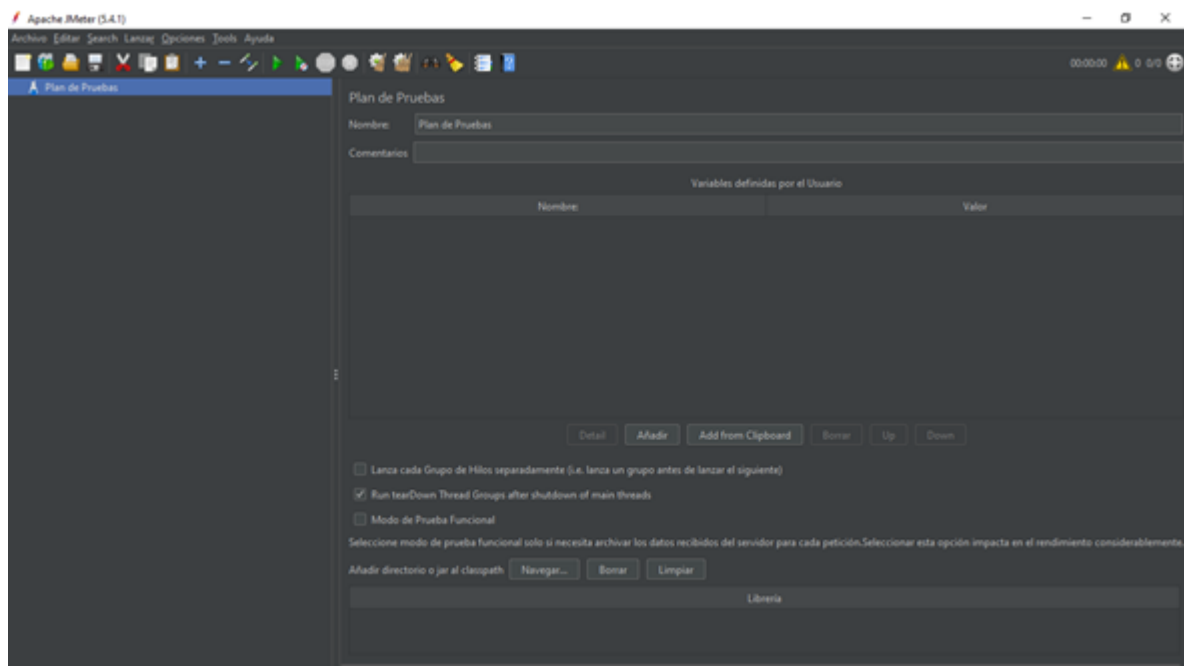 Apache JMeter (5.4.1)
Archivo Editar Search Lanzar Opciones Tools Ayuda
00:00:00 0 0/0
Plan de Pruebas
Plan de Pruebas
Nombre: Plan de Pruebas
Comentarios
Variables definidas por el Usuario
Nombre: Valor
Detail Añadir Add from Clipboard Borrar Up Down
Lanza cada Grupo de Hilos separadamente (i.e. lanza un grupo antes de lanzar el siguiente)
Run tearDown Thread Groups after shutdown of main threads
Modo de Prueba Funcional
Seleccione modo de prueba funcional solo si necesita archivar los datos recibidos del servidor para cada petición.Seleccionar esta opción impacta en el rendimiento considerablemente.
Añadir directorio o jar al classpath Navegar... Borrar Limpiar
Librería